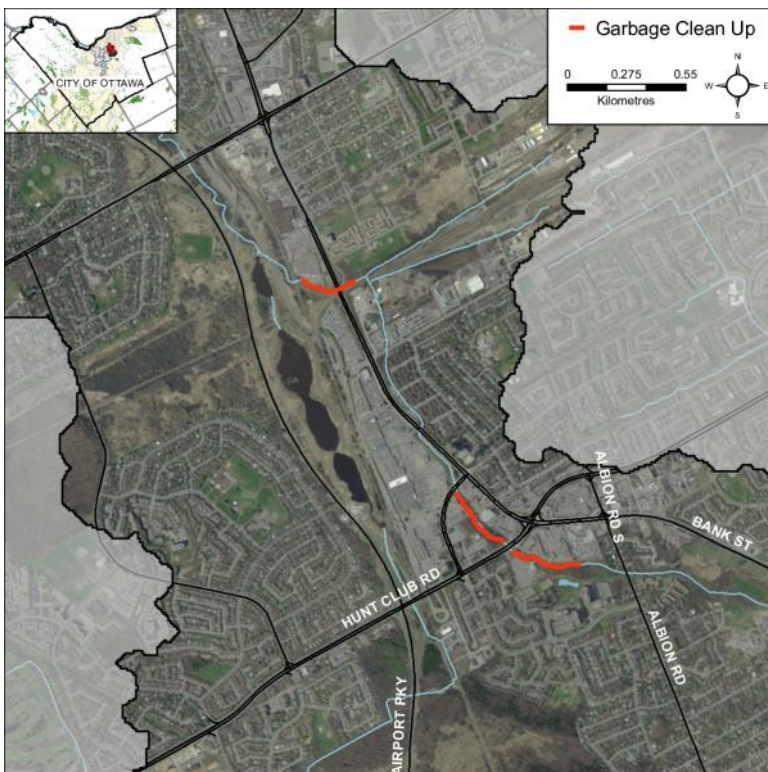 CITY OF OTTAWA
Garbage Clean Up
0 0.275 0.55
Kilometres
N
W E
S
ALBION RD S
BANK ST
HUNT CLUB RD
ALBION RD
AIRPORT PKY